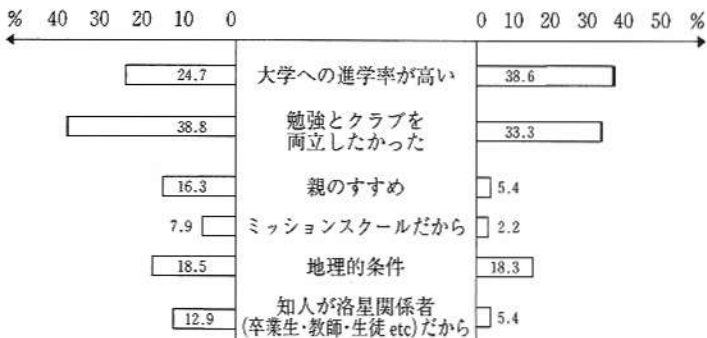 % 40 30 20 10 0 0 10 20 30 40 50 %
24.7 大学への進学率が高い 38.6
38.8 勉強とクラブを両立したかった 33.3
16.3 親のすすめ 5.4
7.9 ミッションスクールだから 2.2
18.5 地理的条件 18.3
12.9 知人が洛星関係者 5.4
(卒業生・教師・生徒 etc)だから